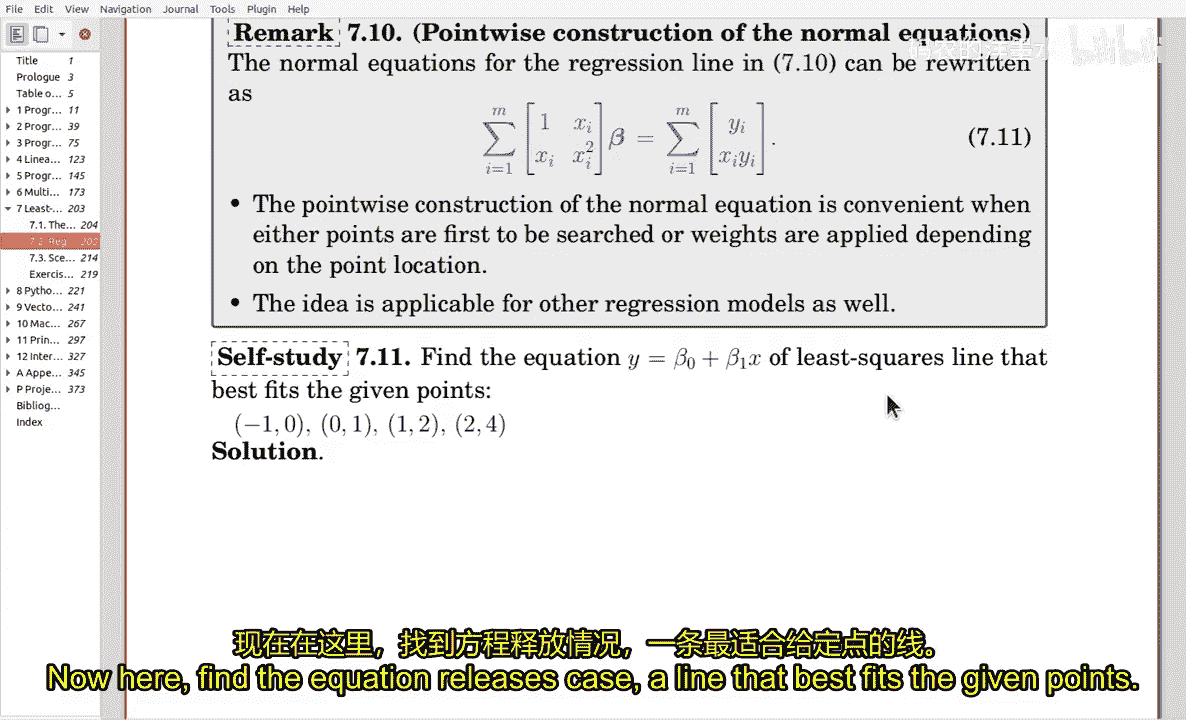 File Edit View Navigation Journal Tools Plugin Help
Title 1
Prologue 3
Table o... 5
1 Progr... 11
2 Progr... 39
3 Progr... 75
4 Linea... 123
5 Progr... 145
6 Multi... 173
7 Least-... 203
7.1. The... 204
7.2. Reg...
7.3. Sce... 214
Exercis... 219
8 Pytho... 221
9 Vecto... 241
10 Mac... 267
11 Prin... 297
12 Inter... 327
A Appe... 345
P Proje... 373
Bibliog...
Index
Remark 7.10. (Pointwise construction of the normal equations)
The normal equations for the regression line in (7.10) can be rewritten
as
\sum_{i=1}^{m} \begin{bmatrix} 1 & x_i \\ x_i & x_i^2 \end{bmatrix} \boldsymbol{\beta} = \sum_{i=1}^{m} \begin{bmatrix} y_i \\ x_i y_i \end{bmatrix}. (7.11)
• The pointwise construction of the normal equation is convenient when
either points are first to be searched or weights are applied depending
on the point location.
• The idea is applicable for other regression models as well.
Self-study 7.11. Find the equation y = β₀ + β₁x of least-squares line that
best fits the given points:
(−1, 0), (0, 1), (1, 2), (2, 4)
Solution.
现在在这里，找到方程释放情况，一条最适合给定点的线。
Now here, find the equation releases case, a line that best fits the given points.